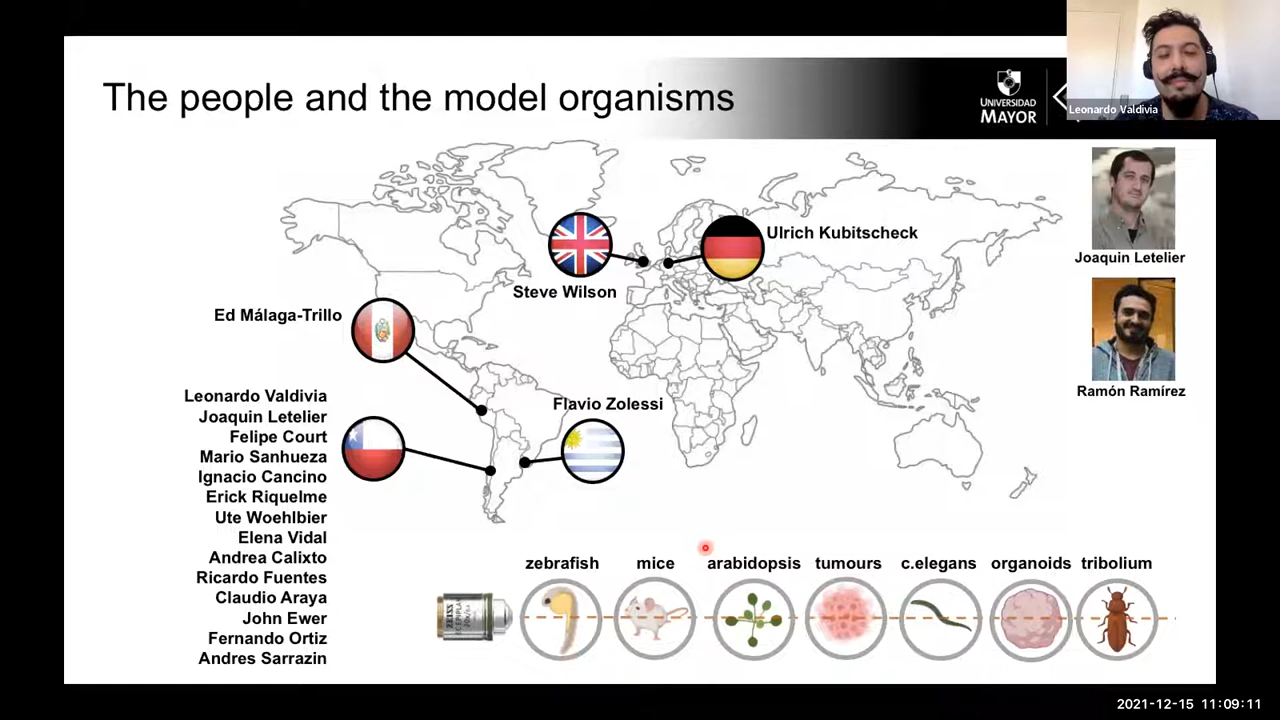 The people and the model organisms
UNIVERSIDAD
MAYOR
Leonardo Valdivia
Joaquin Letelier
Ramón Ramírez
Ulrich Kubitscheck
Steve Wilson
Ed Málaga-Trillo
Flavio Zolessi
Leonardo Valdivia
Joaquin Letelier
Felipe Court
Mario Sanhueza
Ignacio Cancino
Erick Riquelme
Ute Woehlbier
Elena Vidal
Andrea Calixto
Ricardo Fuentes
Claudio Araya
John Ewer
Fernando Ortiz
Andres Sarrazin
zebrafish mice arabidopsis tumours c.elegans organoids tribolium
ZEISS
2021-12-15 11:09:11